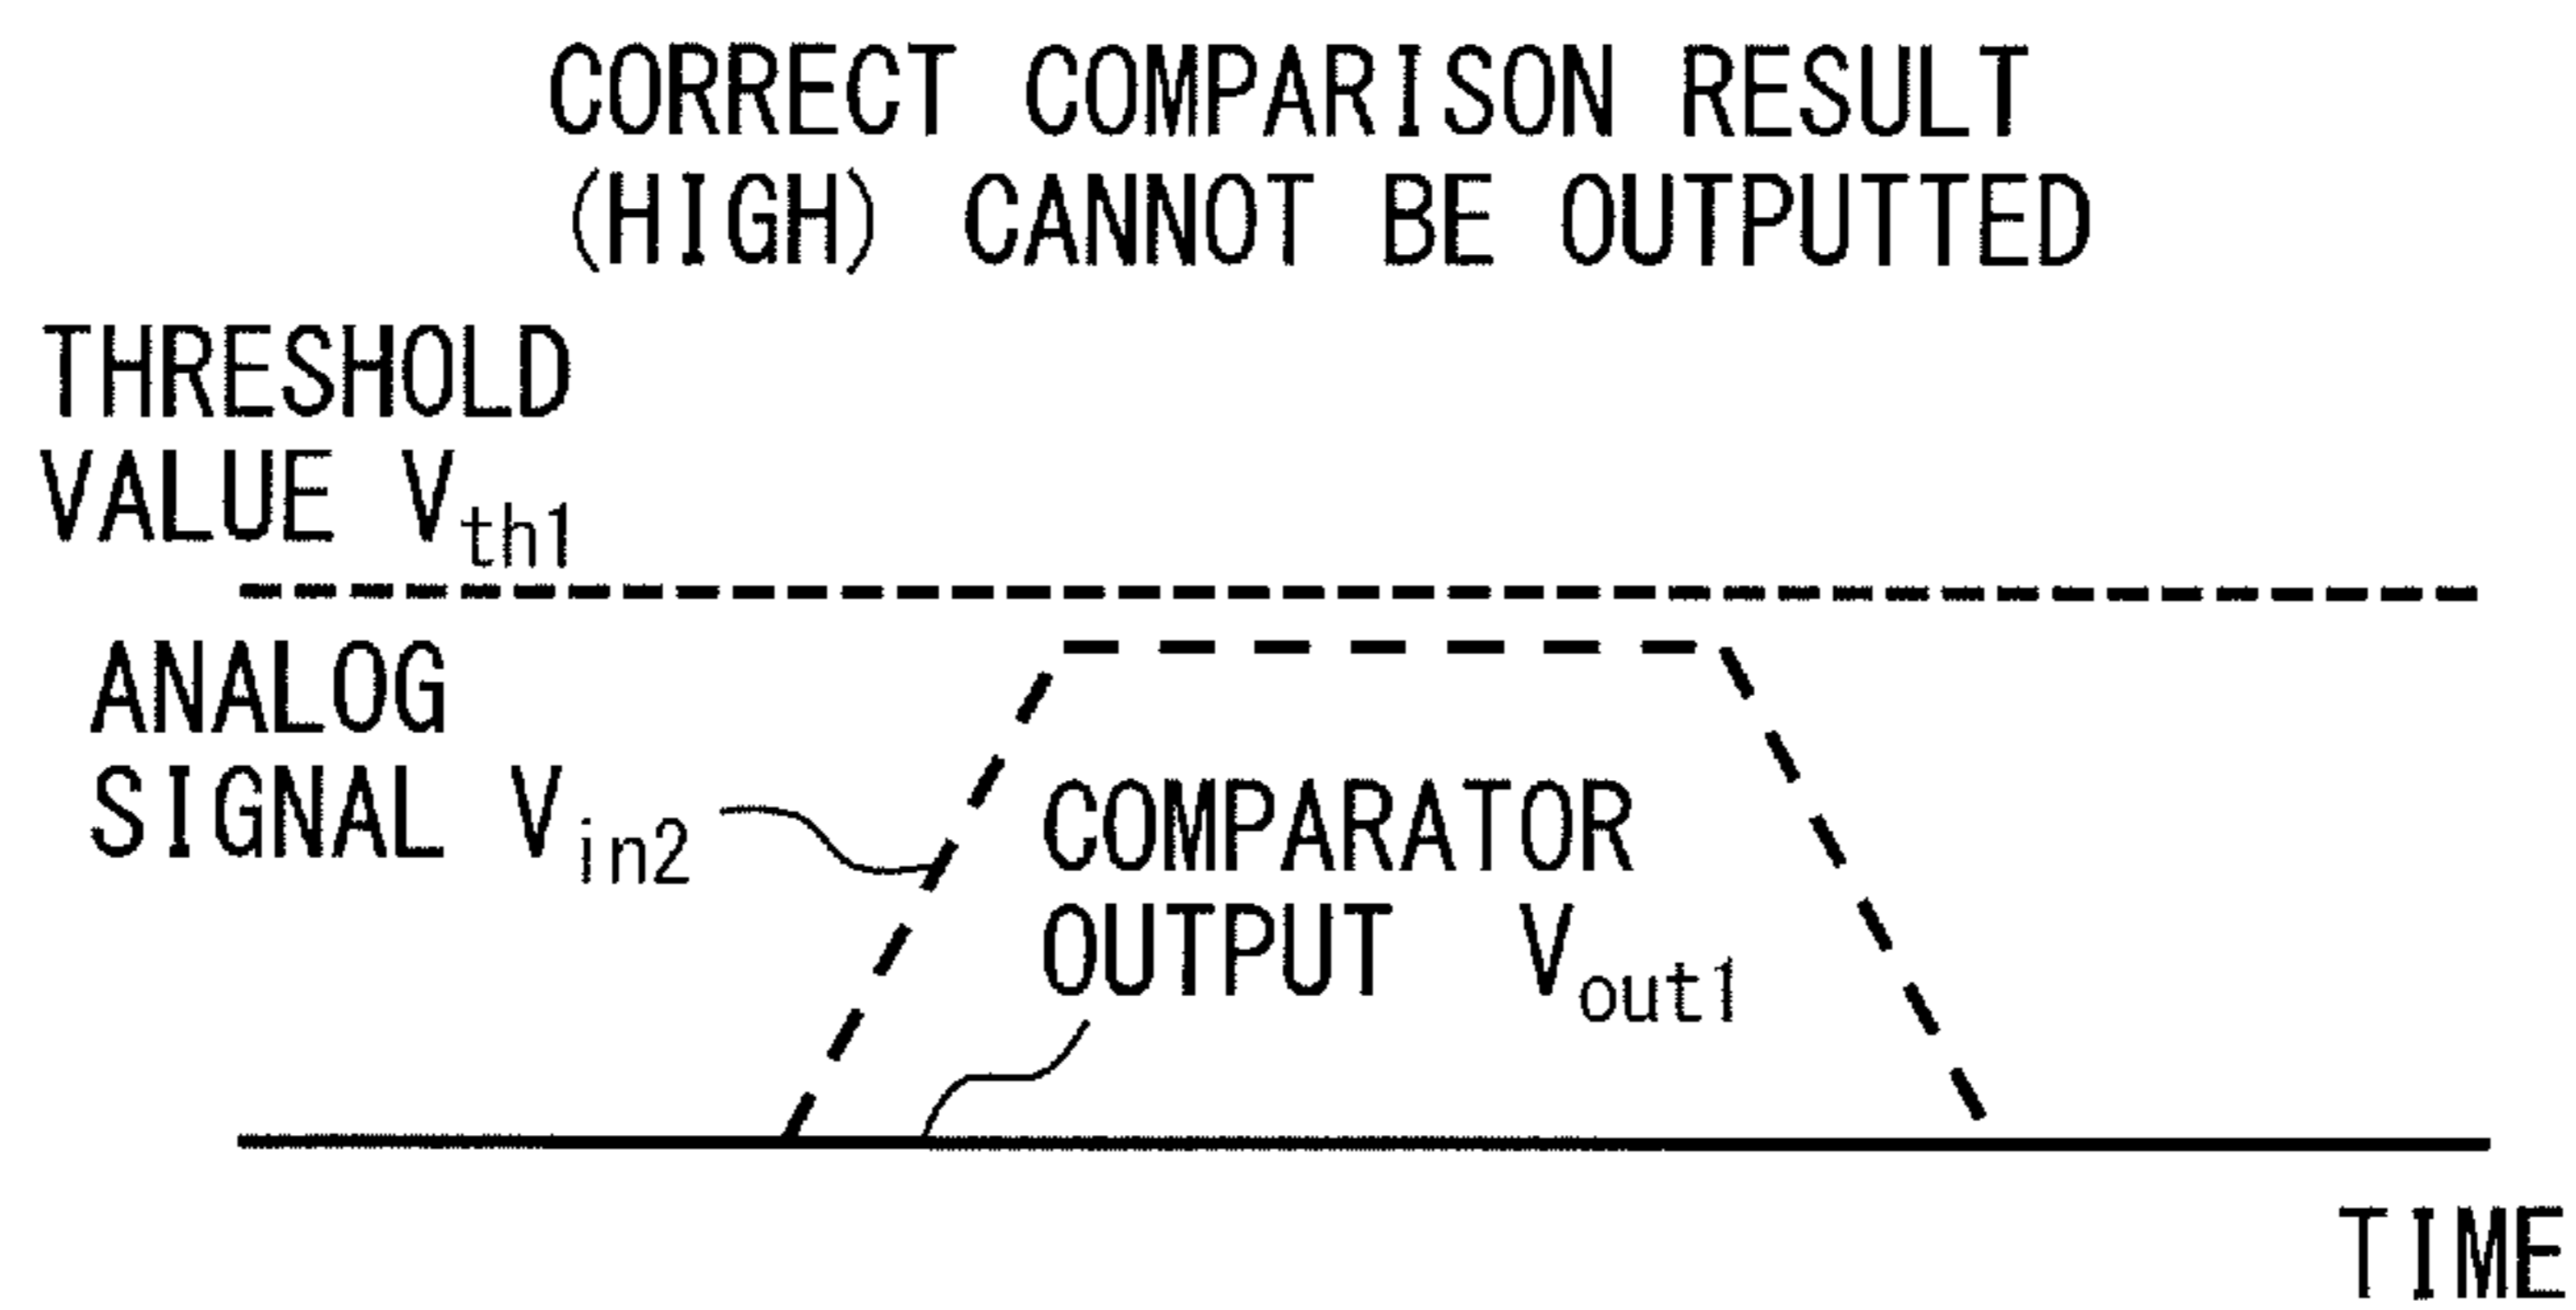 CORRECT COMPARISON RESULT
(HIGH) CANNOT BE OUTPUTTED
THRESHOLD
VALUE Vth1
ANALOG
SIGNAL Vin2
COMPARATOR
OUTPUT Vout1
TIME